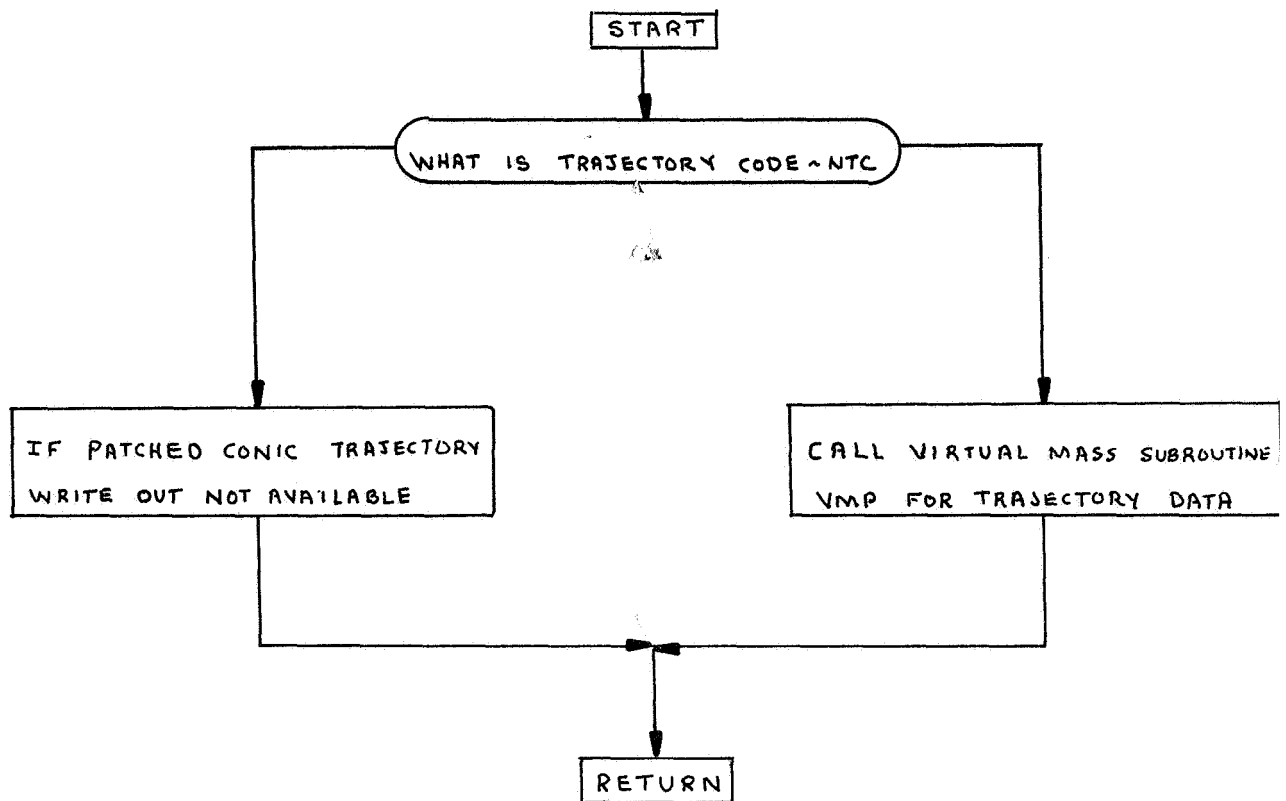 START
WHAT IS TRAJECTORY CODE ~ NTC
IF PATCHED CONIC TRAJECTORY
WRITE OUT NOT AVAILABLE
CALL VIRTUAL MASS SUBROUTINE
VMP FOR TRAJECTORY DATA
RETURN